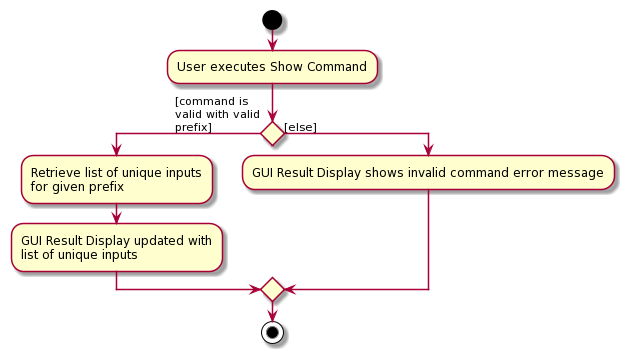 User executes Show Command
[command is
valid with valid
prefix]
[else]
Retrieve list of unique inputs
for given prefix
GUI Result Display shows invalid command error message
GUI Result Display updated with
list of unique inputs